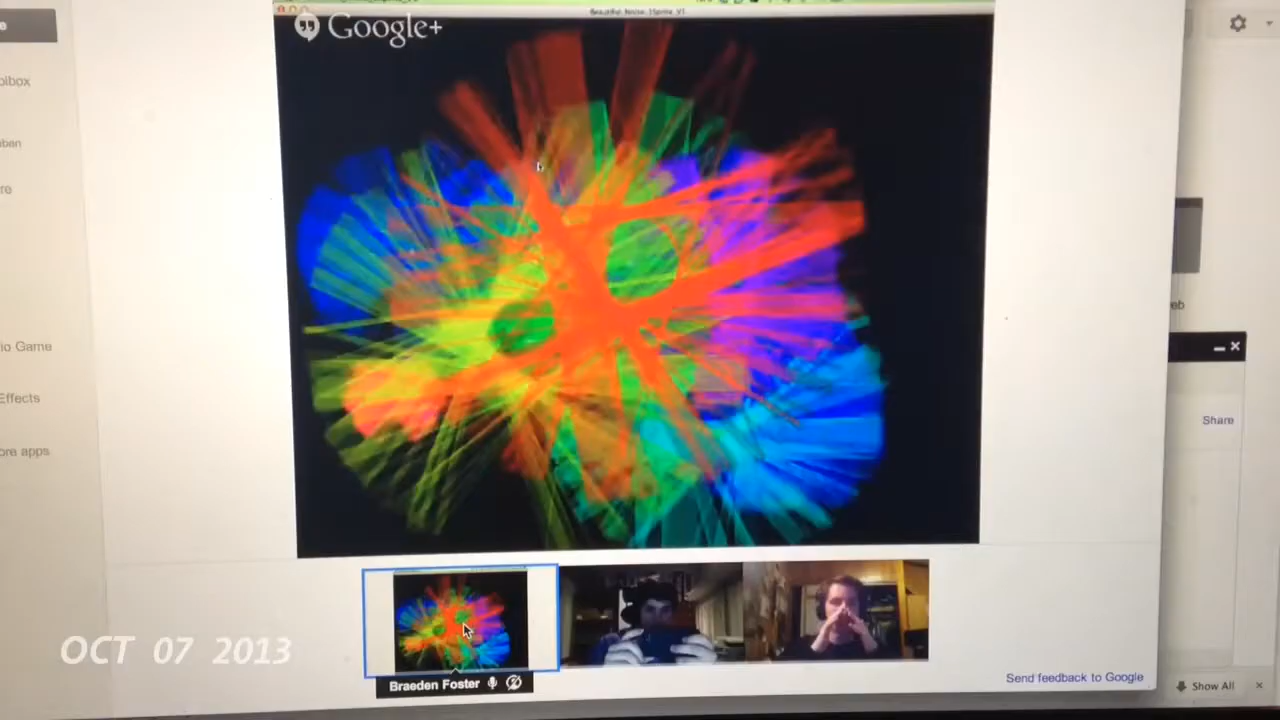 Google+
olbox
re
io Game
Effects
ore apps
eb
Share
OCT 07 2013
Braeden Foster
Send feedback to Google
Show All